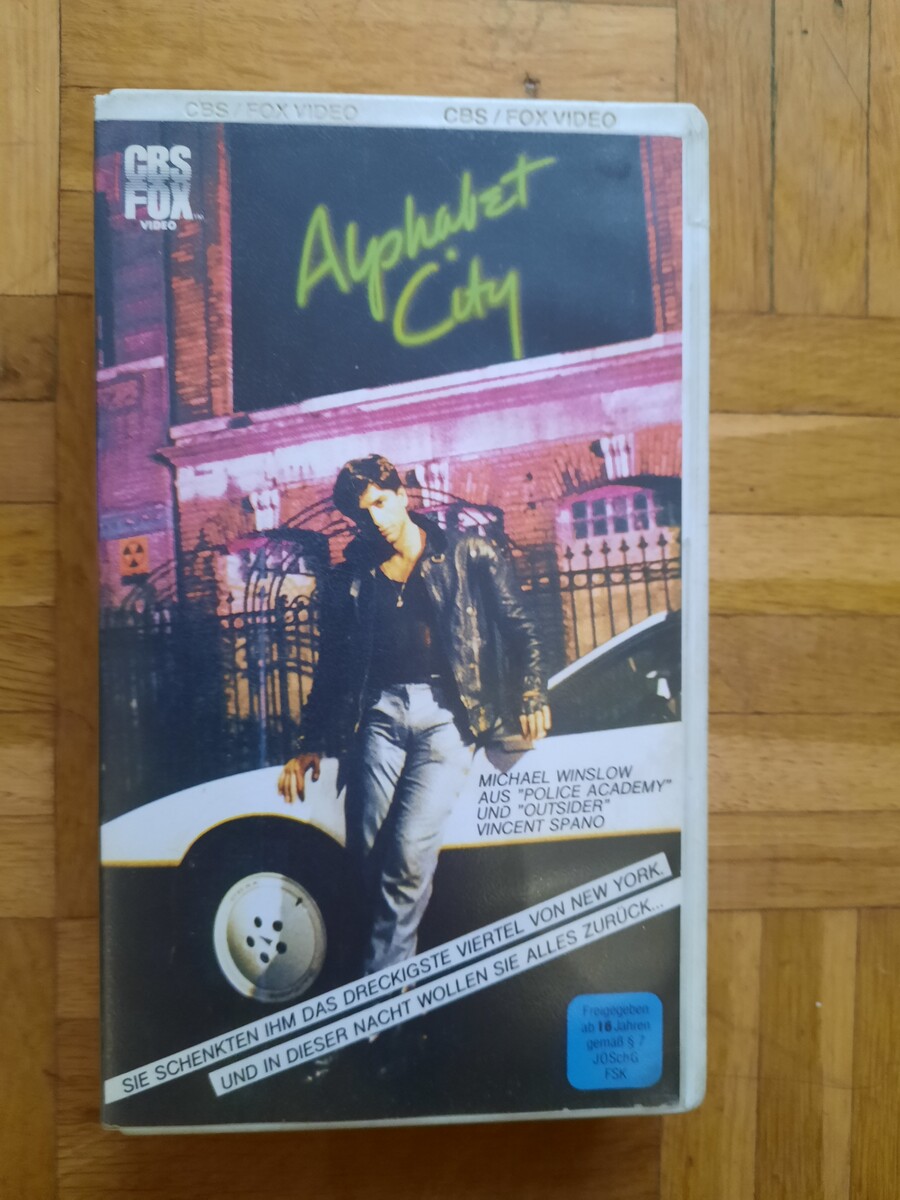 CBS / FOX VIDEO CBS / FOX VIDEO
CBS
FOX
VIDEO
Alphabet
City
MICHAEL WINSLOW
AUS "POLICE ACADEMY"
UND "OUTSIDER"
VINCENT SPANO
SIE SCHENKTEN IHM DAS DRECKIGSTE VIERTEL VON NEW YORK.
UND IN DIESER NACHT WOLLEN SIE ALLES ZURÜCK...
Freigegeben
ab 16 Jahren
gemäß § 7
JÖSchG
FSK